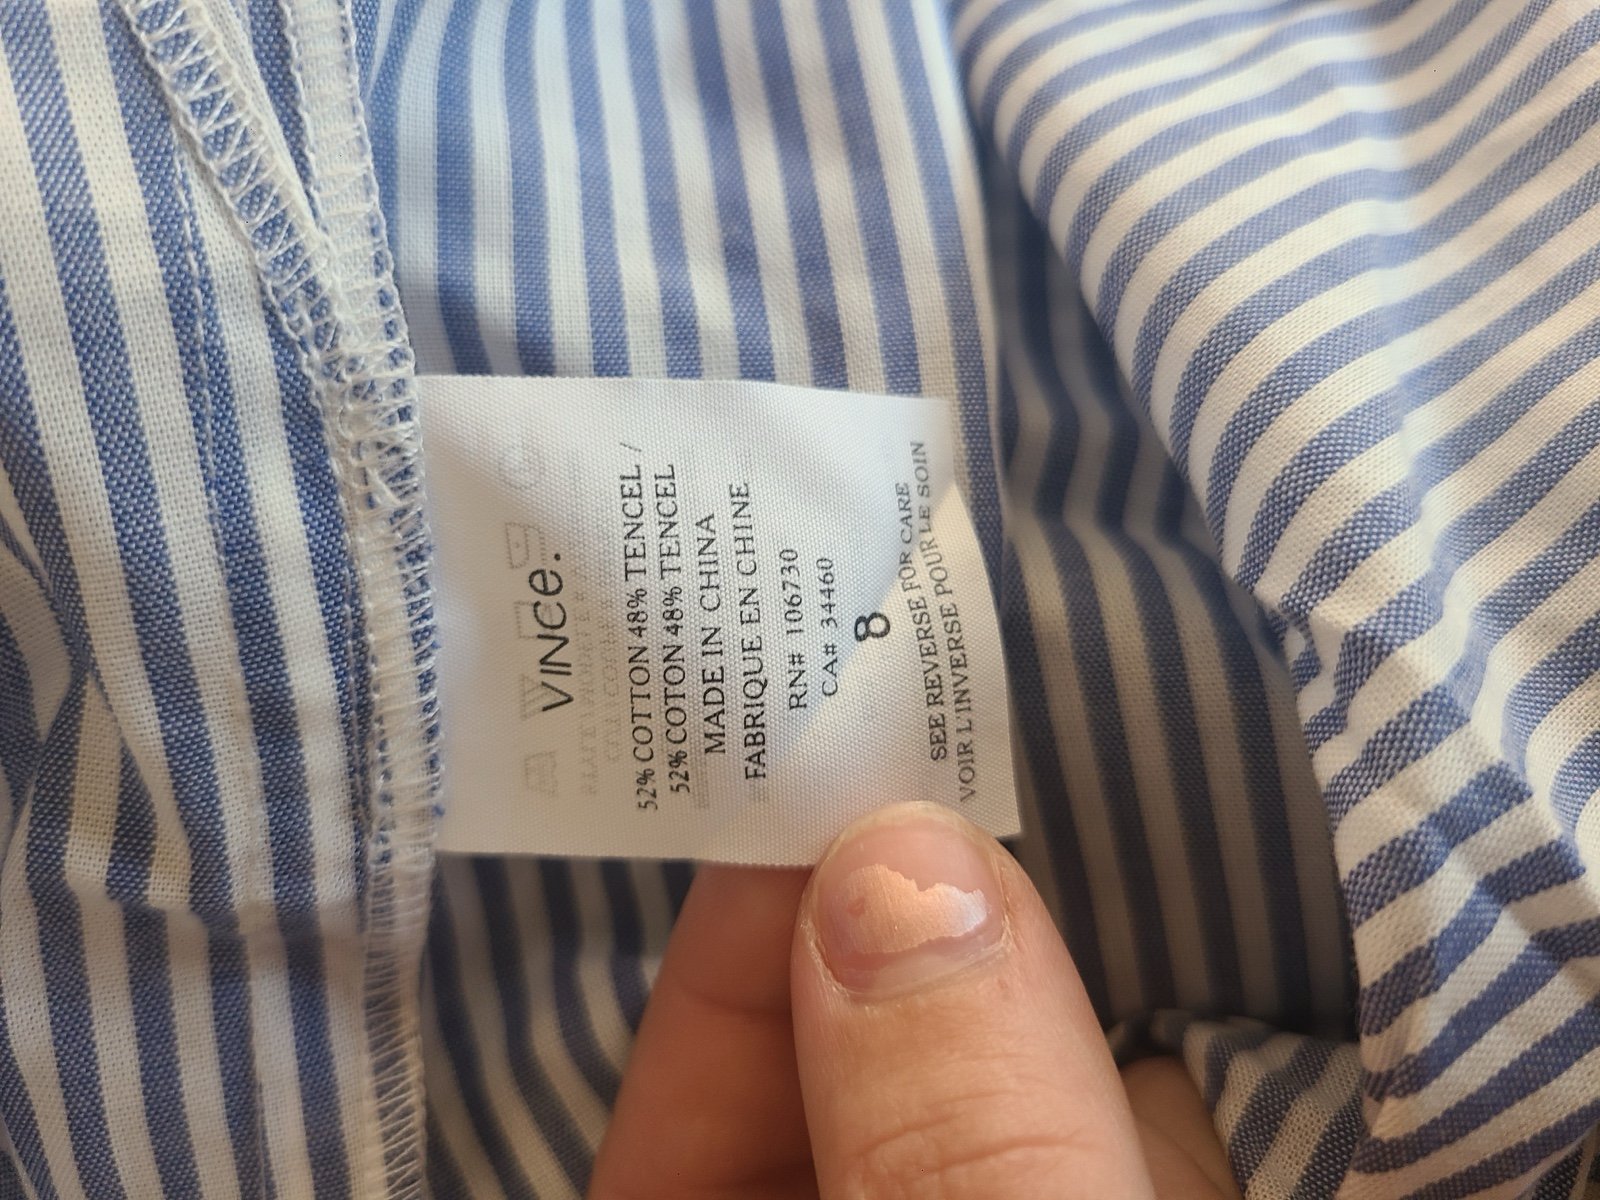 VINCE.
52% COTTON 48% TENCEL /
52% COTON 48% TENCEL
MADE IN CHINA
FABRIQUE EN CHINE
RN# 106730
CA# 34460
8
SEE REVERSE FOR CARE
VOIR L'INVERSE POUR LE SOIN